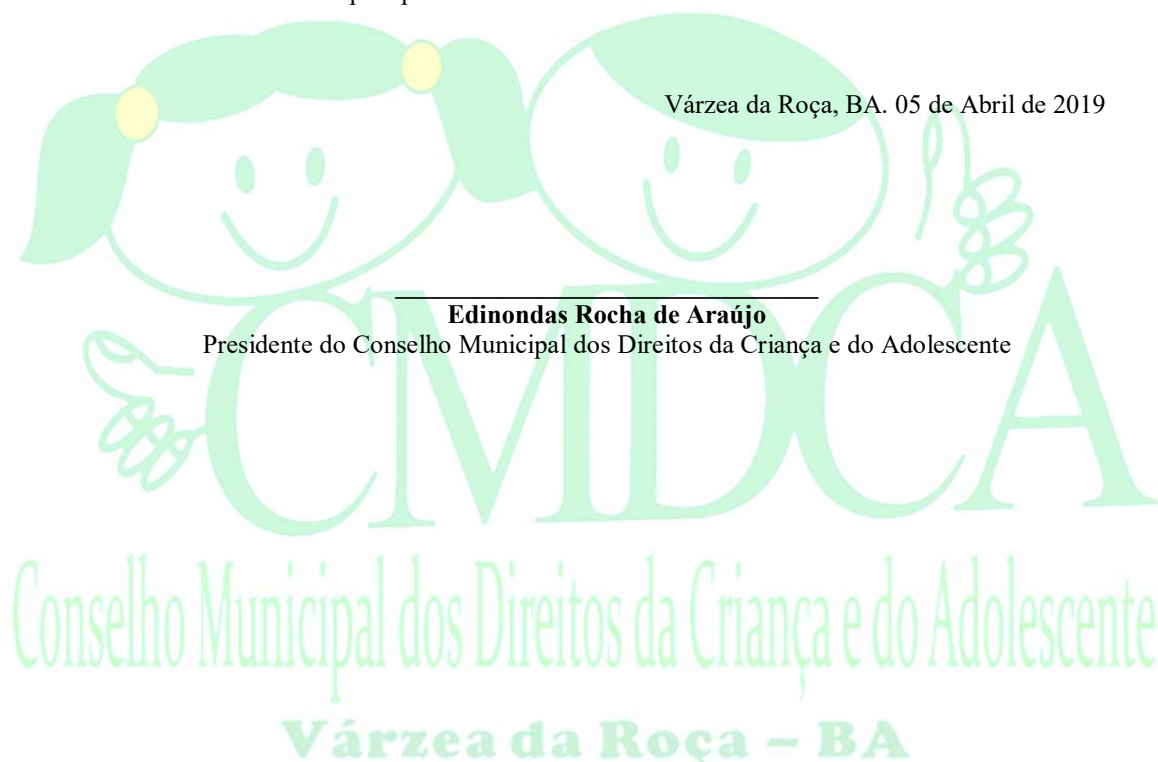 Várzea da Roça, BA. 05 de Abril de 2019
Edinondas Rocha de Araújo
Presidente do Conselho Municipal dos Direitos da Criança e do Adolescente
CMDCA
Conselho Municipal dos Direitos da Criança e do Adolescente
Várzea da Roça – BA